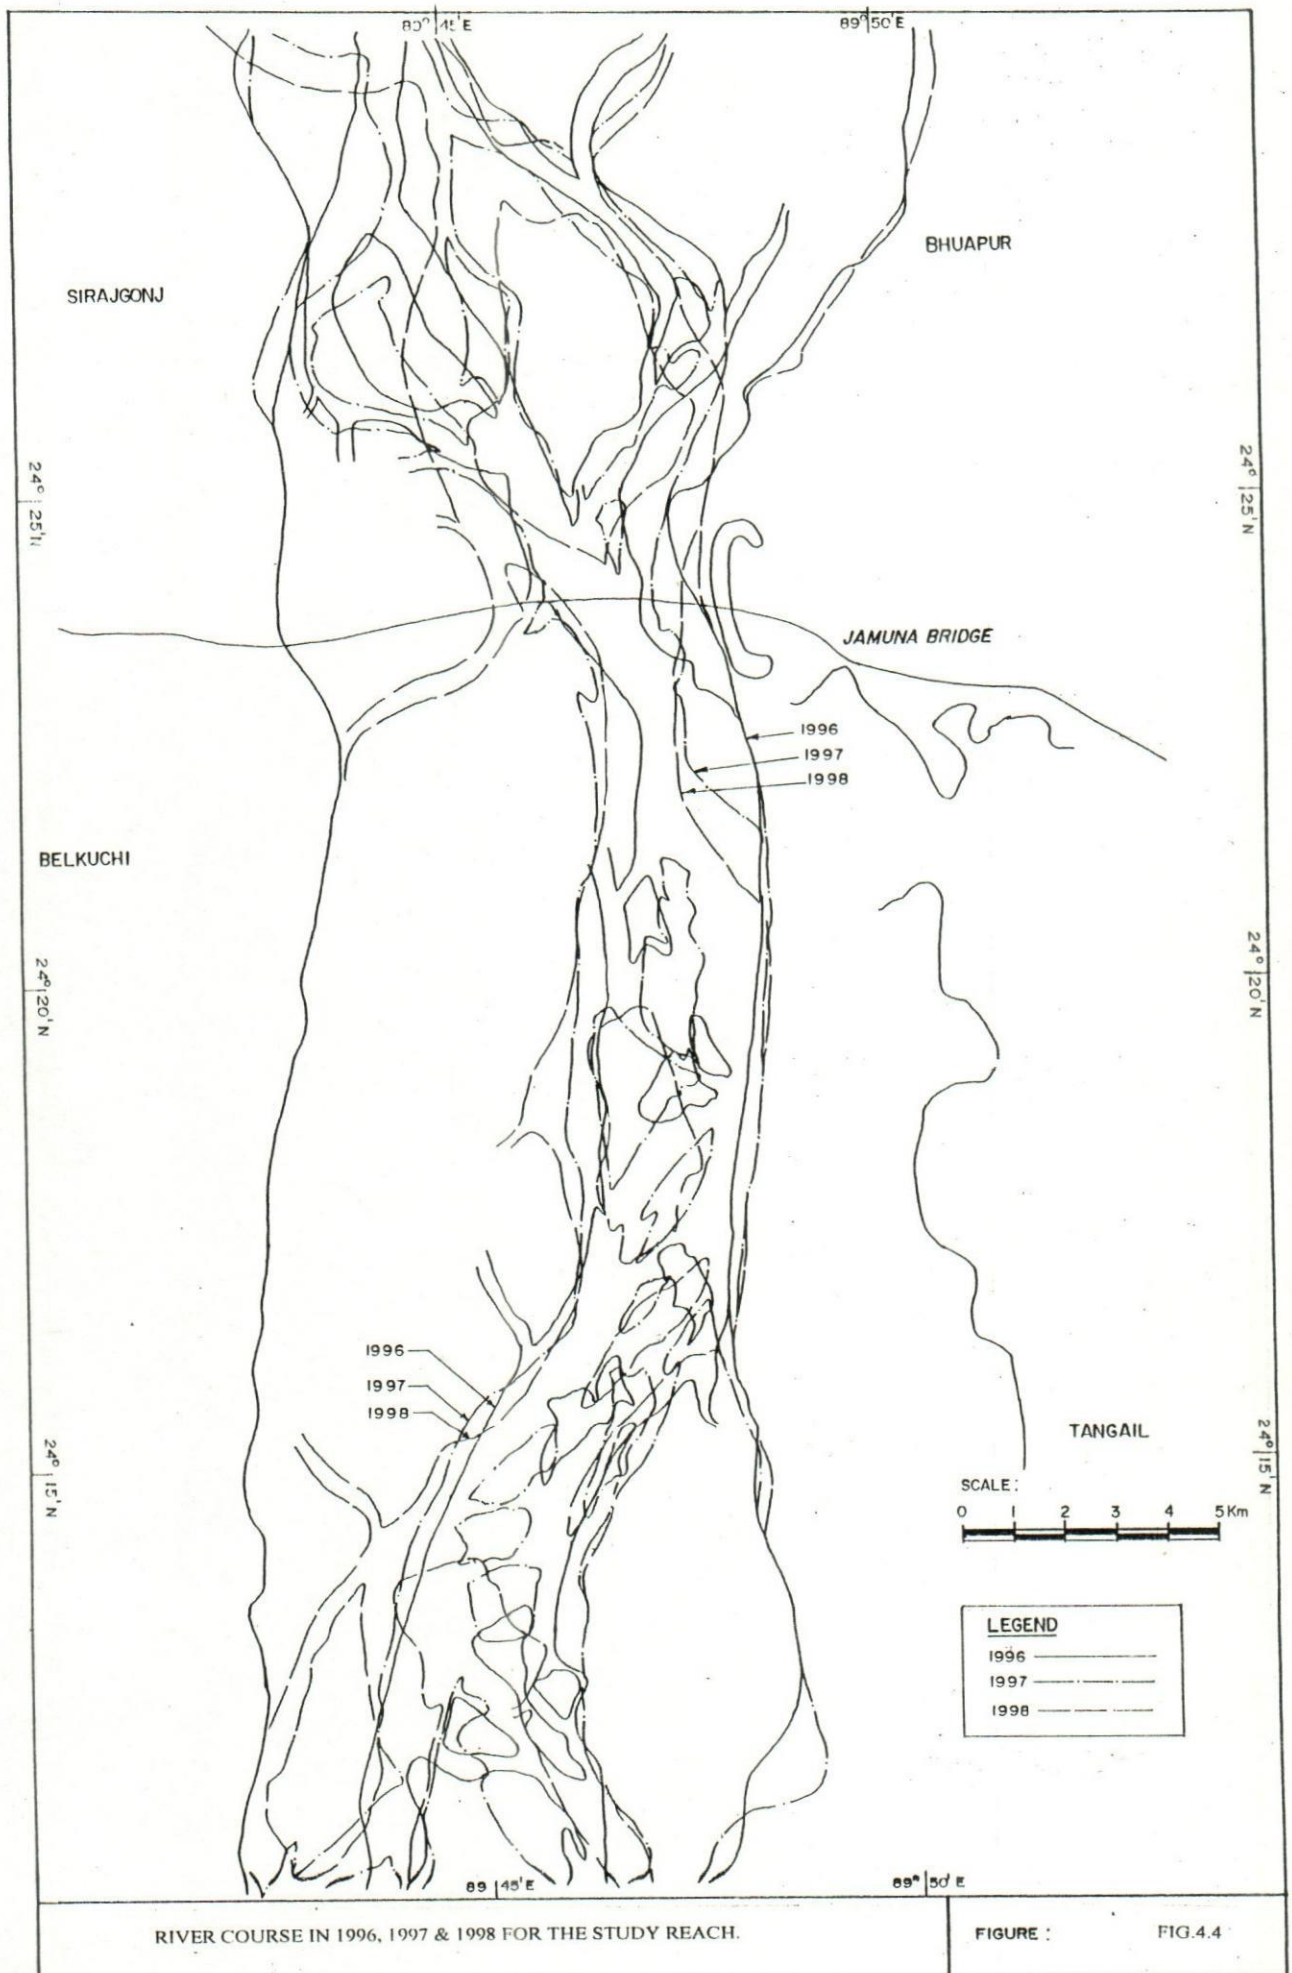 89° 45' E
89° 50' E
BHUAPUR
SIRAJGONJ
24° 25' N
24° 25' N
JAMUNA BRIDGE
1996
1997
1998
BELKUCHI
24° 20' N
24° 20' N
1996
1997
1998
TANGAIL
24° 15' N
24° 15' N
SCALE :
0 1 2 3 4 5 Km
LEGEND
1996
1997
1998
89 45' E
89° 50' E
RIVER COURSE IN 1996, 1997 & 1998 FOR THE STUDY REACH.
FIGURE : FIG.4.4